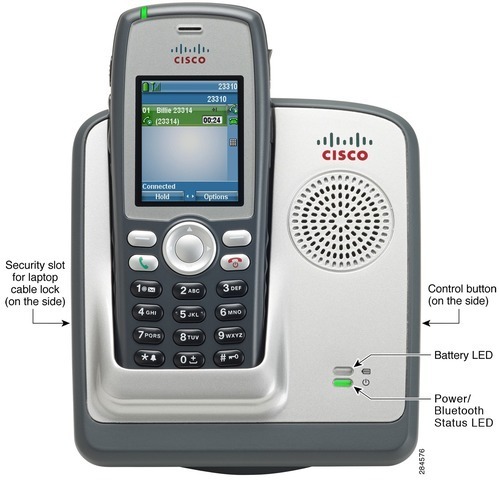 CISCO
23310
23310
01 Billie 23314
(23314) 00:24
Connected
Hold Options
CISCO
Security slot
for laptop
cable lock
(on the side)
Control button
(on the side)
1
2 ABC
3 DEF
4 GHI
5 JKL
6 MNO
7 PQRS
8 TUV
9 WXYZ
*
0 +
#
Battery LED
Power/
Bluetooth
Status LED
284576